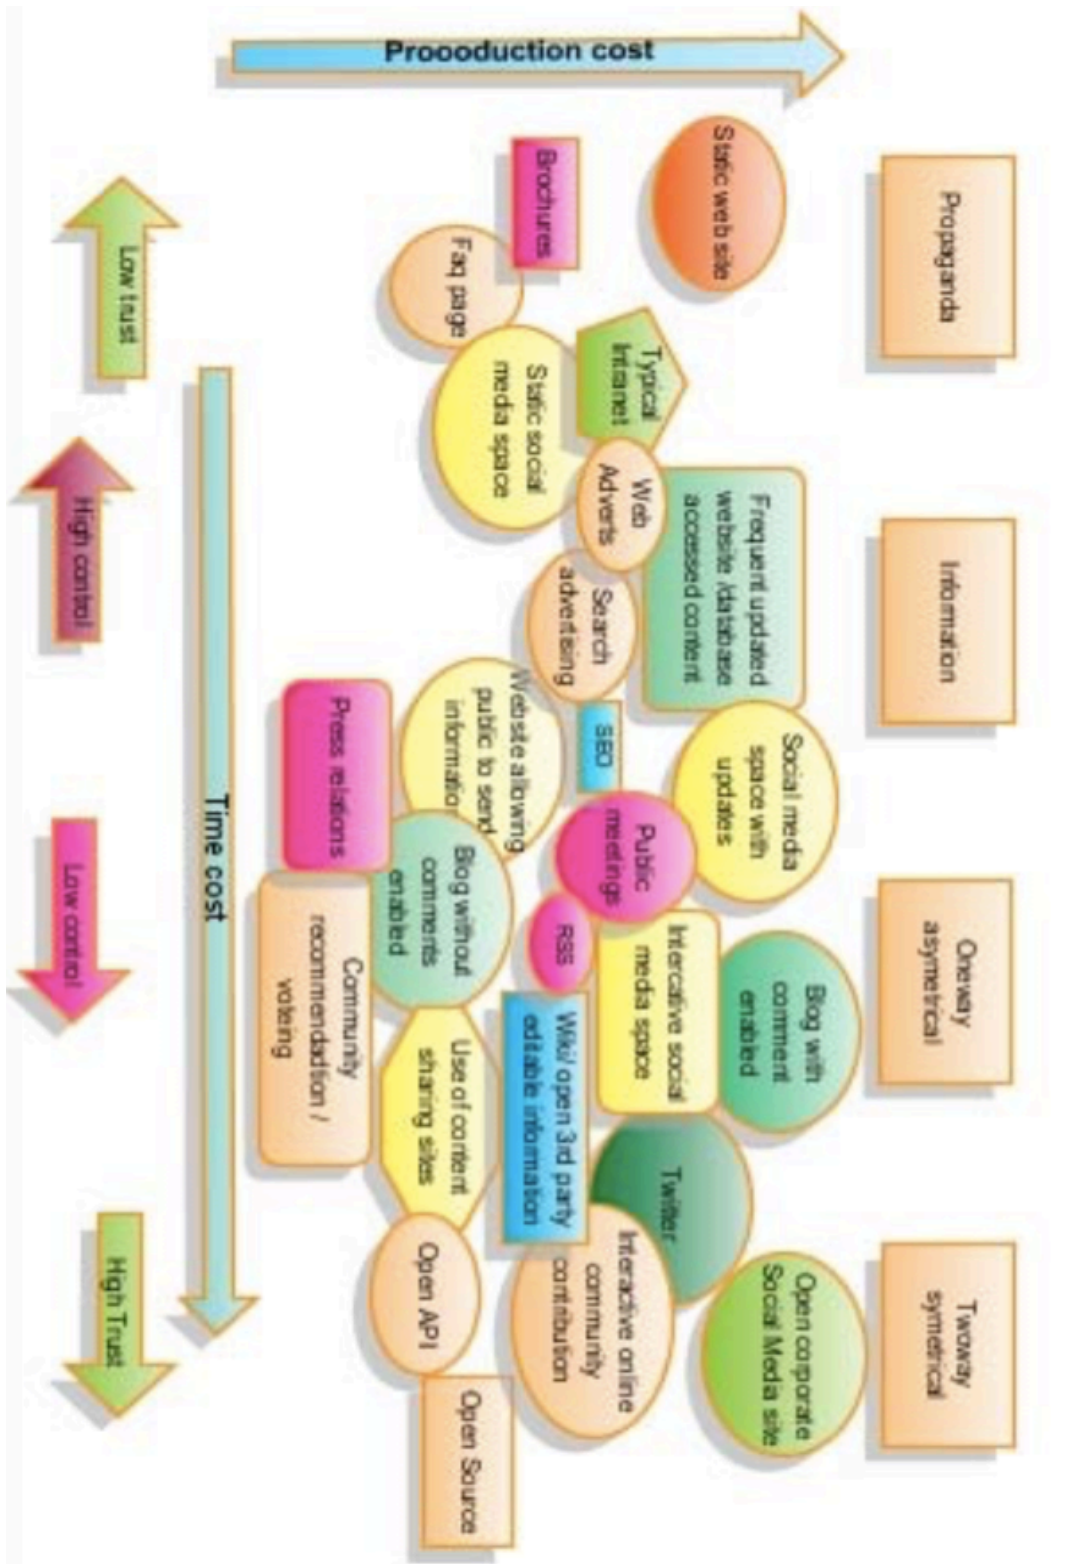 Proooduction cost
Propaganda
Information
Oneway
asymetrical
Twoway
symetrical
Static web site
Brochures
Faq page
Typical
Intranet
Static social
media space
Web
Adverts
Frequent updated
website /database
accessed content
Search
advertising
SEO
Social media
space with
updates
Website allowing
public to send
informatio
Press relations
Public
meetings
Blog without
comments
enabled
RSS
Intercative social
media space
Blog with
comment
enabled
Community
recommendadtion /
voteing
Use of content
sharing sites
Wiki/ open 3rd party
editable information
Twitter
Interactive online
community
contribution
Open corporate
Social Media site
Open API
Open Source
Time cost
Low trust
High control
Low control
High Trust